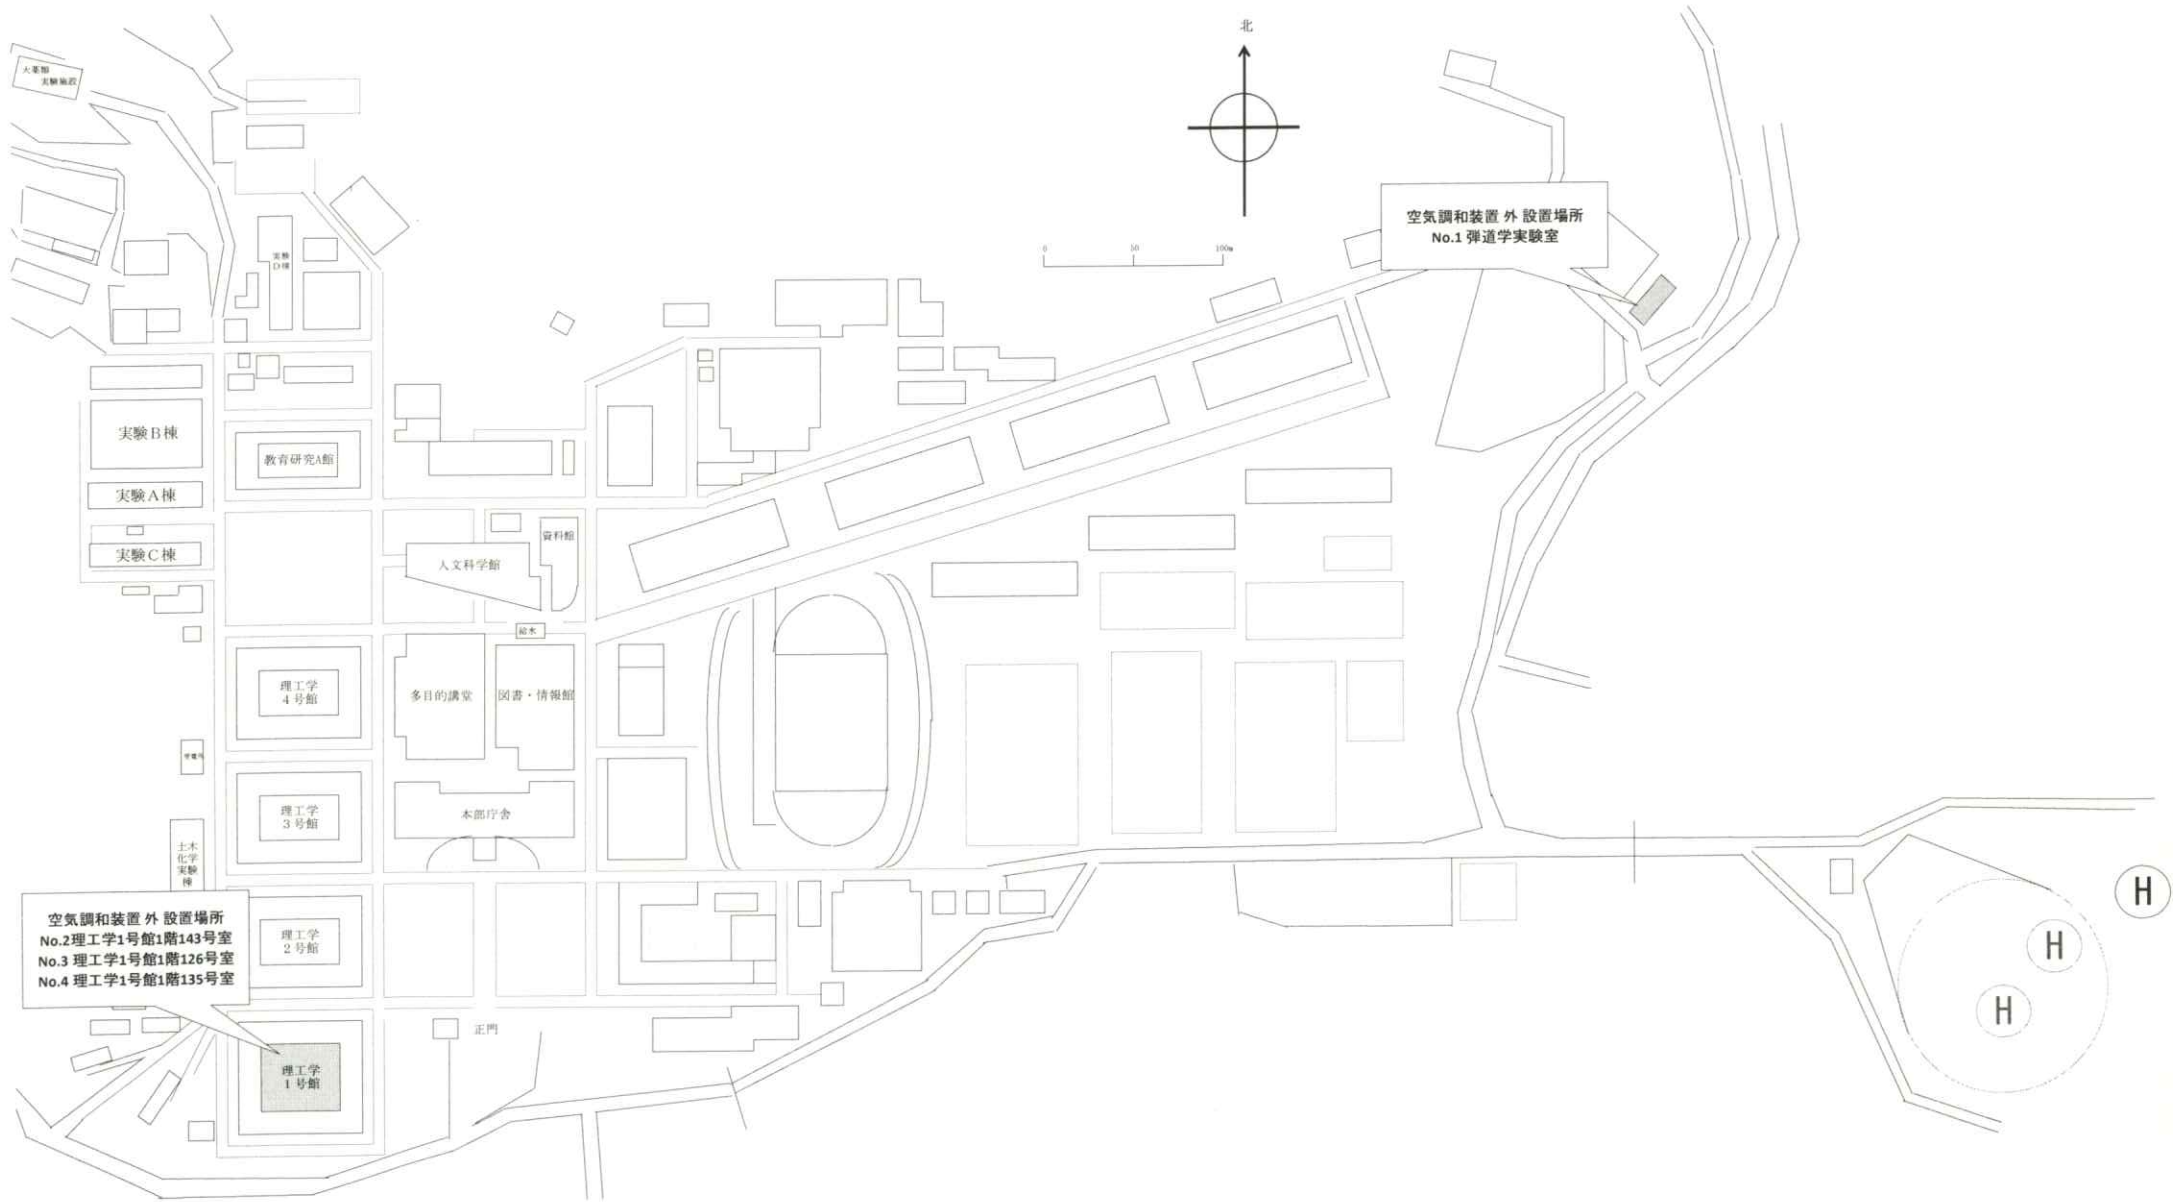 北
火薬類
実験施設
空気調和装置 外 設置場所
No.1 弾道学実験室
0 50 100m
実験
D棟
実験B棟
教育研究A館
実験A棟
資料館
実験C棟
人文科学館
給水
理工学
4号館
多目的講堂
図書・情報館
理工学
3号館
本部庁舎
土木
化学
実験
棟
H
空気調和装置 外 設置場所
No.2理工学1号館1階143号室
No.3 理工学1号館1階126号室
No.4 理工学1号館1階135号室
理工学
2号館
H
H
正門
理工学
1号館